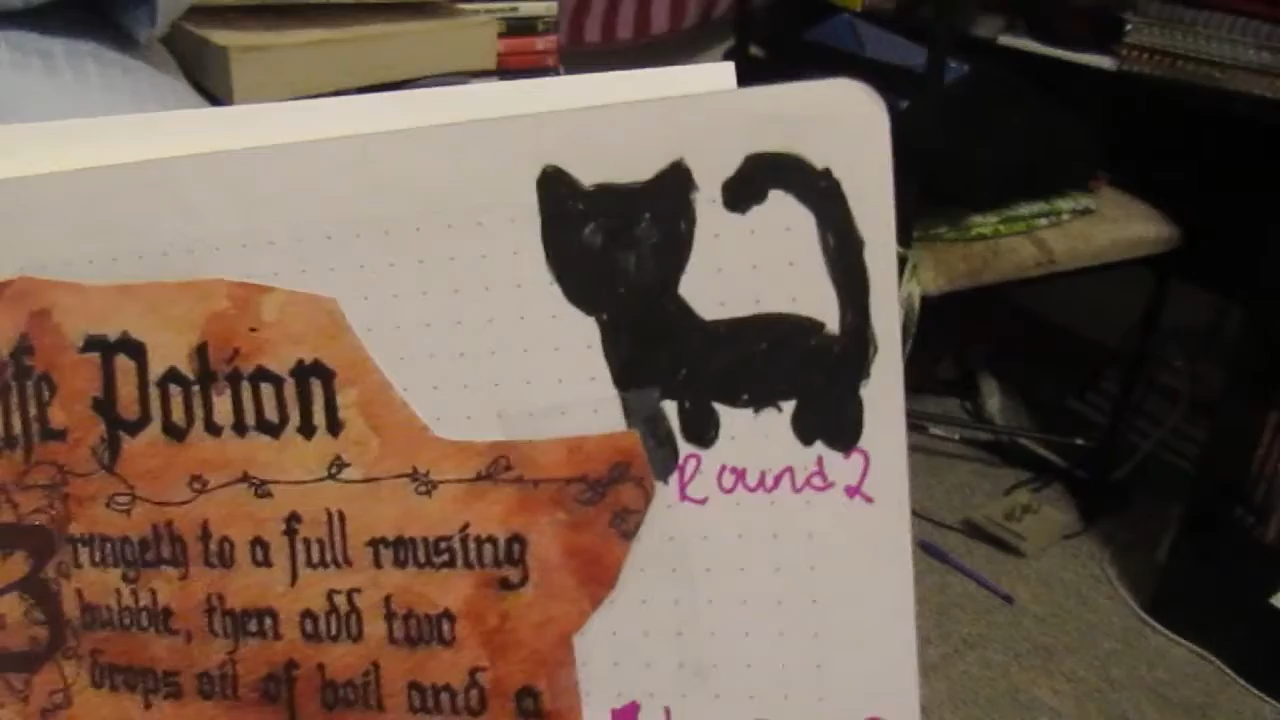 Potion
Round 2
ringeth to a full rousing
bubble, then add two
drops oil of boil and a